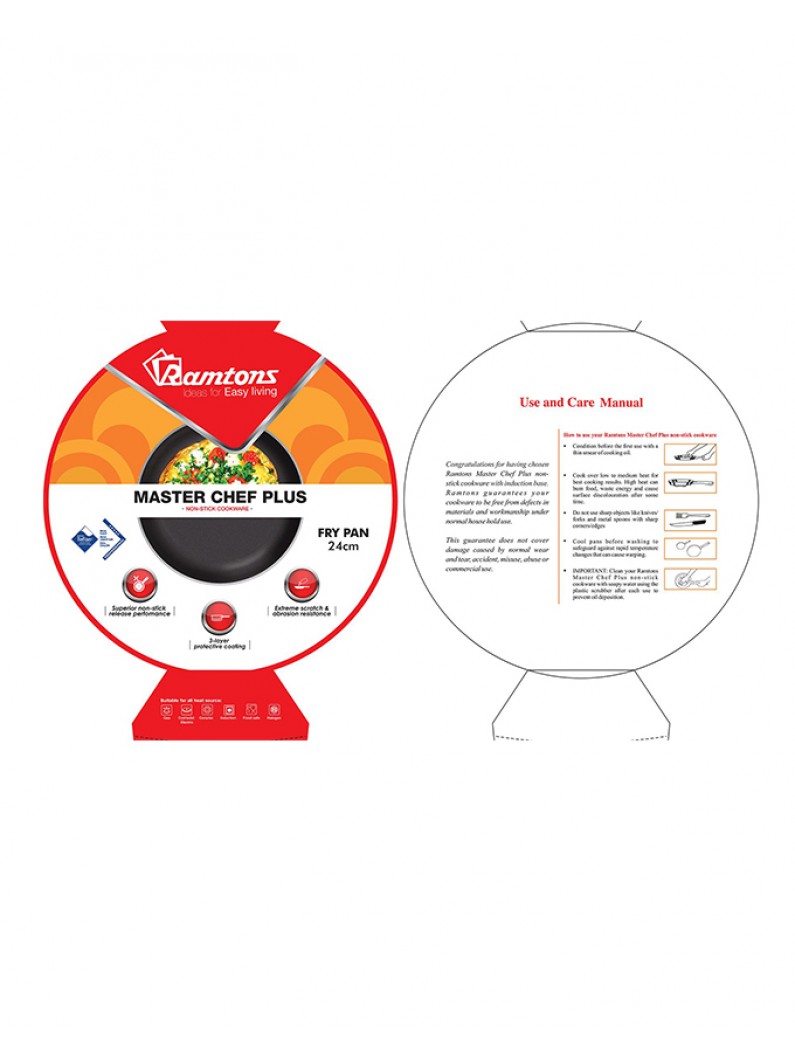 Ramtons
ideas for Easy living
MASTER CHEF PLUS
• NON-STICK COOKWARE •
FRY PAN
24cm
Superior non-stick
release perfomance
Extreme scratch &
abrasion resistance
3-layer
protective coating
Suitable for all heat source:
Gas
Ceramic
Induction
Halogen
Electric
Use and Care Manual
Congratulations for having chosen
Ramtons Master Chef Plus non-
stick cookware with induction base.
Ramtons guarantees your
cookware to be free from defects in
materials and workmanship under
normal house hold use.
This guarantee does not cover
damage caused by normal wear
and tear, accident, misuse, abuse or
commercial use.
How to use your Ramtons Master Chef Plus non-stick cookware
• Condition before the first use with a
thin smear of cooking oil.
• Cook over low to medium heat for
best cooking results. High heat can
burn food, waste energy and cause
surface discolouration after some
time.
• Do not use sharp objects like knives/
forks and metal spoons with sharp
corners/edges
• Cool pans before washing to
safeguard against rapid temperature
changes that can cause warping.
• IMPORTANT: Clean your Ramtons
Master Chef Plus non-stick
cookware with soapy water using the
plastic scrubber after each use to
prevent oil deposition.